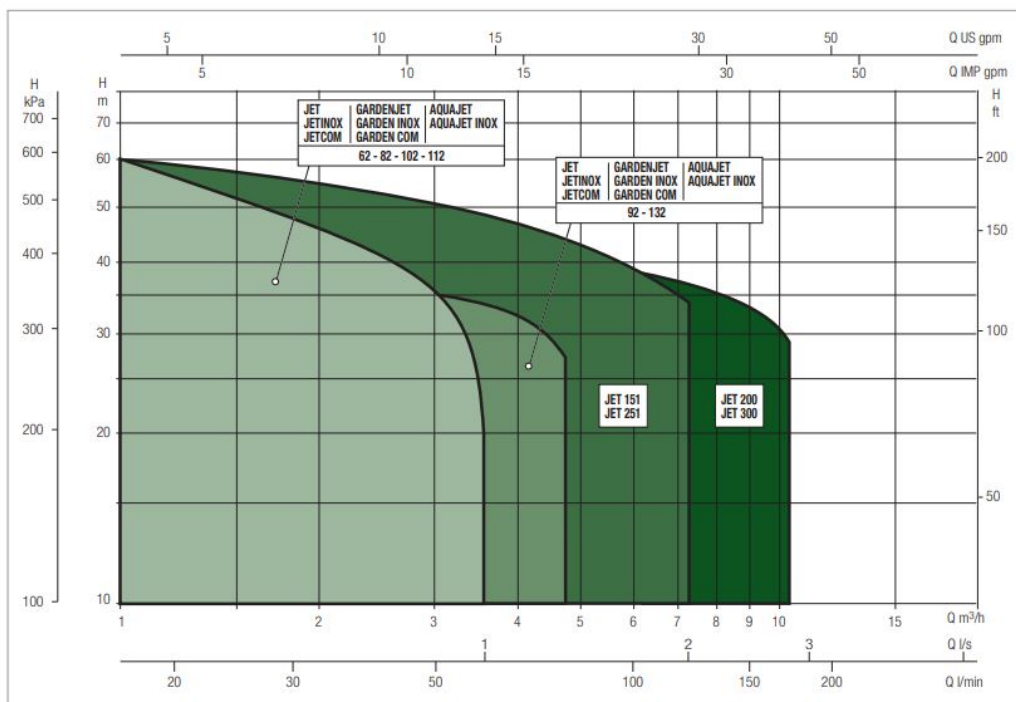 5 10 15 30 50 Q US gpm
5 10 15 30 50 Q IMP gpm
H
kPa
700
600
500
400
300
200
100
H
m
70
60
50
40
30
20
10
H
ft
200
150
100
50
JET GARDENJET AQUAJET
JETINOX GARDEN INOX AQUAJET INOX
JETCOM GARDEN COM
62 - 82 - 102 - 112
JET GARDENJET AQUAJET
JETINOX GARDEN INOX AQUAJET INOX
JETCOM GARDEN COM
92 - 132
JET 151
JET 251
JET 200
JET 300
1 2 3 4 5 6 7 8 9 10 15 Q m³/h
1 2 3 Q l/s
20 30 50 100 150 200 Q l/min